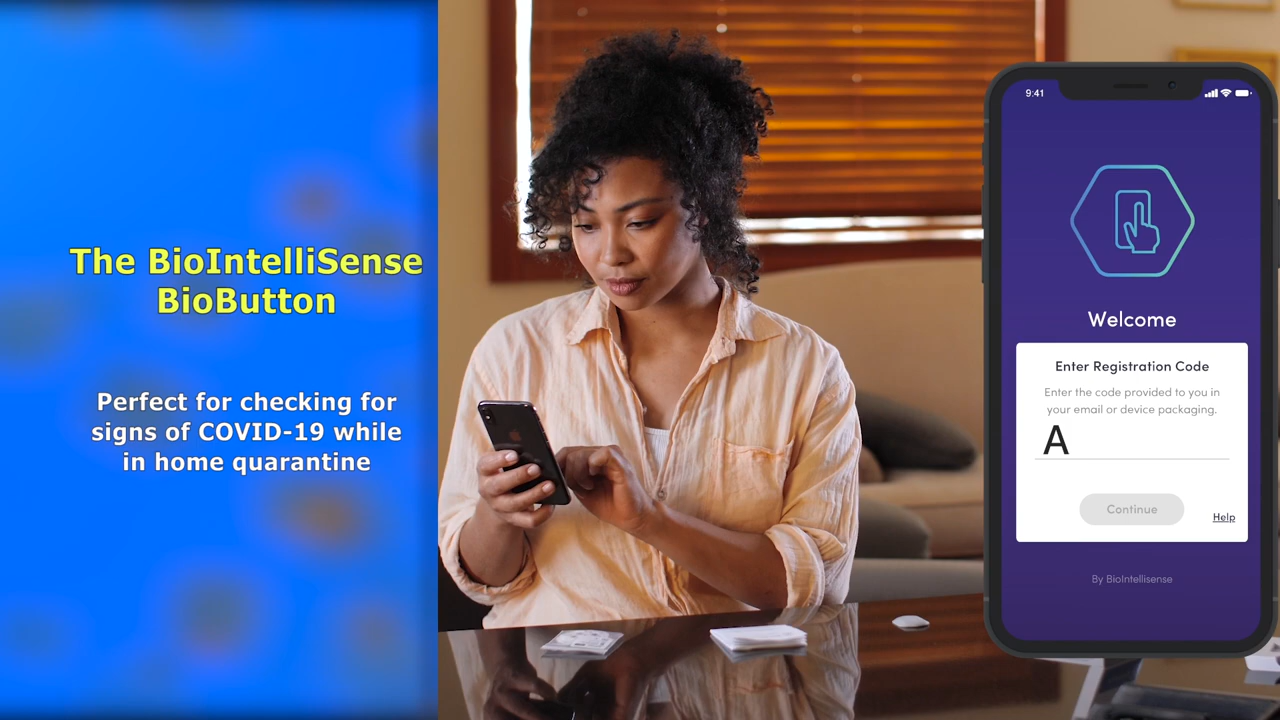 The BioIntelliSense
BioButton
Perfect for checking for
signs of COVID-19 while
in home quarantine
9:41
Welcome
Enter Registration Code
Enter the code provided to you in
your email or device packaging.
A
Continue
Help
By BioIntellisense